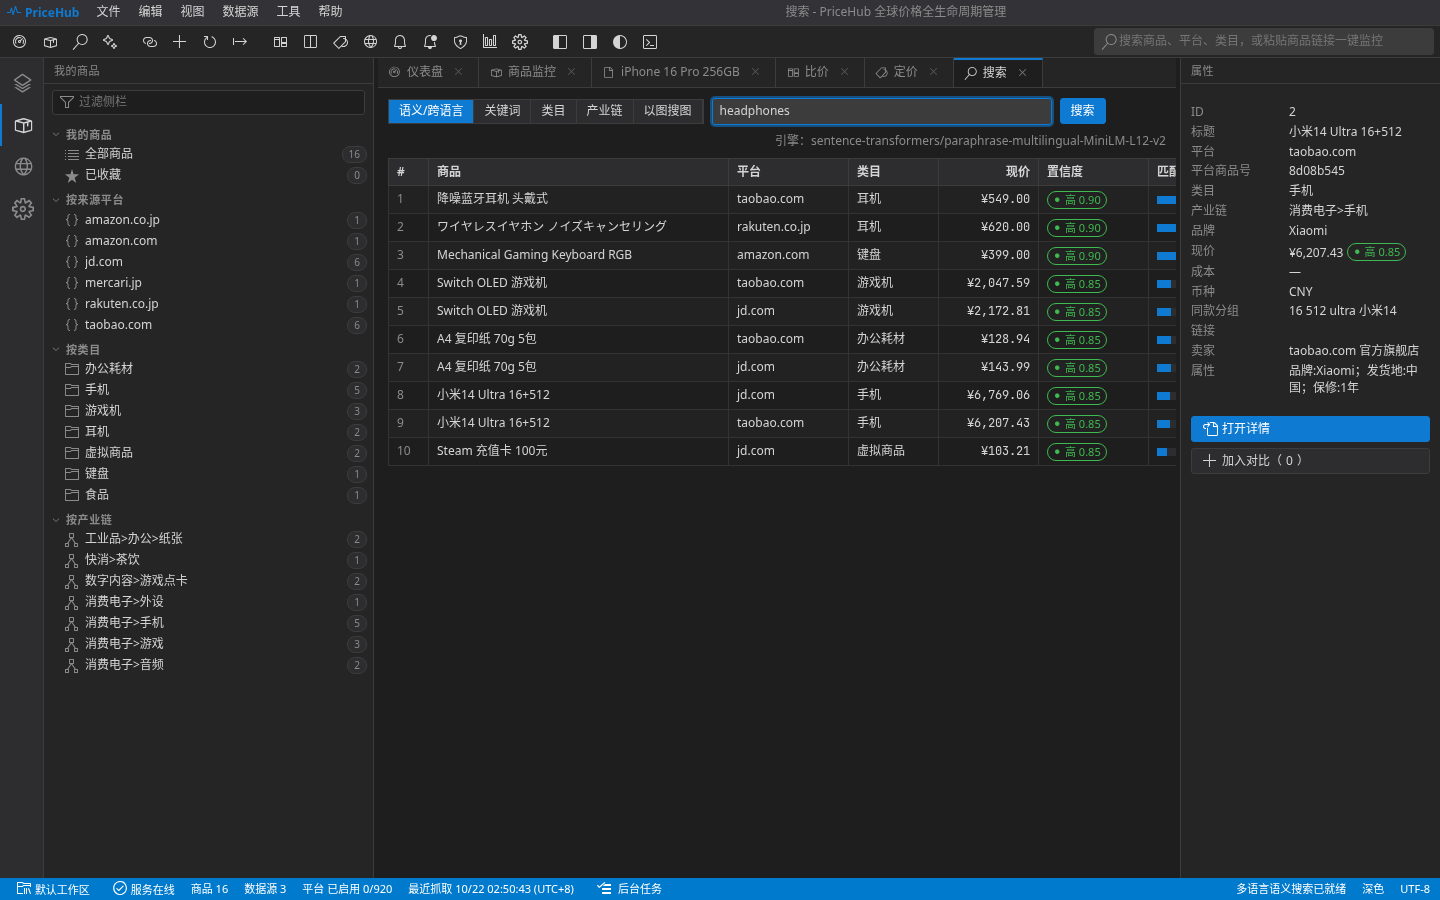 PriceHub 文件 编辑 视图 数据源 工具 帮助 搜索 - PriceHub 全球价格全生命周期管理
搜索商品、平台、类目，或粘贴商品链接一键监控
我的商品
过滤侧栏
我的商品
全部商品 16
已收藏 0
按来源平台
amazon.co.jp 1
amazon.com 1
jd.com 6
mercari.jp 1
rakuten.co.jp 1
taobao.com 6
按类目
办公耗材 2
手机 5
游戏机 3
耳机 2
虚拟商品 2
键盘 1
食品 1
按产业链
工业品>办公>纸张 2
快消>茶饮 1
数字内容>游戏点卡 2
消费电子>外设 1
消费电子>手机 5
消费电子>游戏 3
消费电子>音频 2
仪表盘 商品监控 iPhone 16 Pro 256GB 比价 定价 搜索
语义/跨语言 关键词 类目 产业链 以图搜图 headphones 搜索
引擎：sentence-transformers/paraphrase-multilingual-MiniLM-L12-v2
# 商品 平台 类目 现价 置信度
1 降噪蓝牙耳机 头戴式 taobao.com 耳机 ¥549.00 高 0.90
2 ワイヤレスイヤホン ノイズキャンセリング rakuten.co.jp 耳机 ¥620.00 高 0.90
3 Mechanical Gaming Keyboard RGB amazon.com 键盘 ¥399.00 高 0.90
4 Switch OLED 游戏机 taobao.com 游戏机 ¥2,047.59 高 0.85
5 Switch OLED 游戏机 jd.com 游戏机 ¥2,172.81 高 0.85
6 A4 复印纸 70g 5包 taobao.com 办公耗材 ¥128.94 高 0.85
7 A4 复印纸 70g 5包 jd.com 办公耗材 ¥143.99 高 0.85
8 小米14 Ultra 16+512 jd.com 手机 ¥6,769.06 高 0.85
9 小米14 Ultra 16+512 taobao.com 手机 ¥6,207.43 高 0.85
10 Steam 充值卡 100元 jd.com 虚拟商品 ¥103.21 高 0.85
属性
ID 2
标题 小米14 Ultra 16+512
平台 taobao.com
平台商品号 8d08b545
类目 手机
产业链 消费电子>手机
品牌 Xiaomi
现价 ¥6,207.43 高 0.85
成本 —
币种 CNY
同款分组 16 512 ultra 小米14
链接
卖家 taobao.com 官方旗舰店
属性 品牌:Xiaomi；发货地:中
国；保修:1年
打开详情
加入对比（ 0 ）
默认工作区 服务在线 商品 16 数据源 3 平台 已启用 0/920 最近抓取 10/22 02:50:43 (UTC+8) 后台任务 多语言语义搜索已就绪 深色 UTF-8